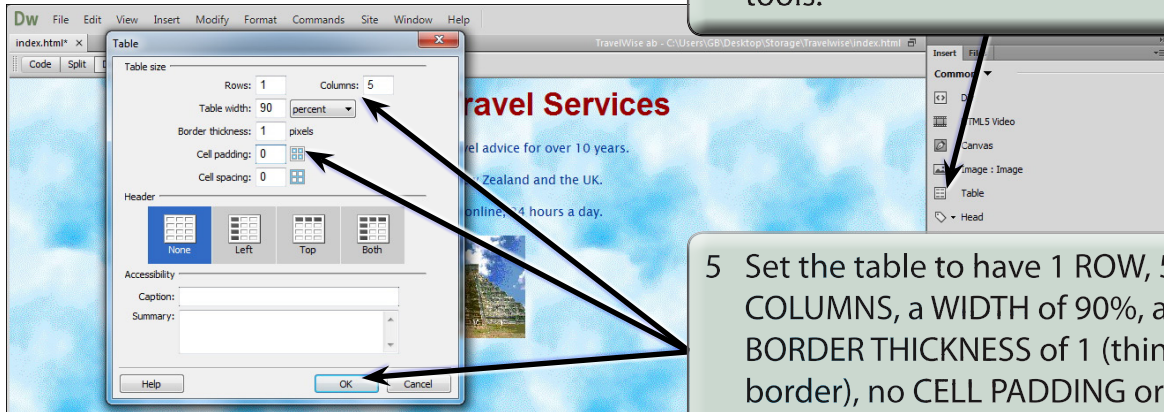 tools.
Dw File Edit View Insert Modify Format Commands Site Window Help
index.html* × TravelWise ab - C:\Users\GB\Desktop\Storage\Travelwise\index.html
Code Split
Table
Table size
Rows: 1 Columns: 5
Table width: 90 percent
Border thickness: 1 pixels
Cell padding: 0
Cell spacing: 0
Header
None Left Top Both
Accessibility
Caption:
Summary:
Help OK Cancel
ravel Services
vel advice for over 10 years.
Zealand and the UK.
online, 24 hours a day.
Insert
Common
HTML5 Video
Canvas
Image : Image
Table
Head
5 Set the table to have 1 ROW, 5
COLUMNS, a WIDTH of 90%, a
BORDER THICKNESS of 1 (thin
border), no CELL PADDING or